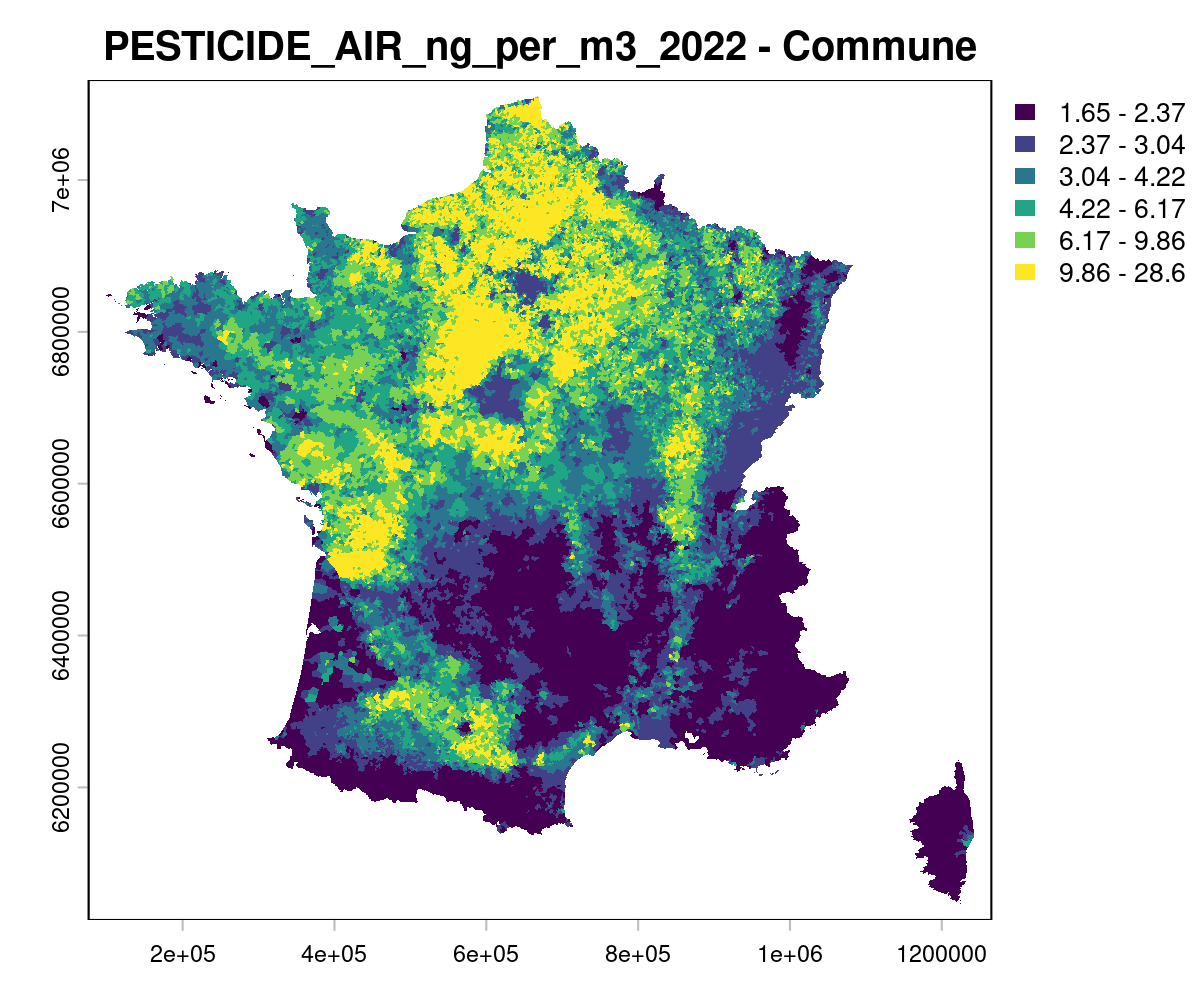 PESTICIDE_AIR_ng_per_m3_2022 - Commune
1.65 - 2.37
2.37 - 3.04
3.04 - 4.22
4.22 - 6.17
6.17 - 9.86
9.86 - 28.6
7e+06
6800000
6600000
6400000
6200000
2e+05
4e+05
6e+05
8e+05
1e+06
1200000